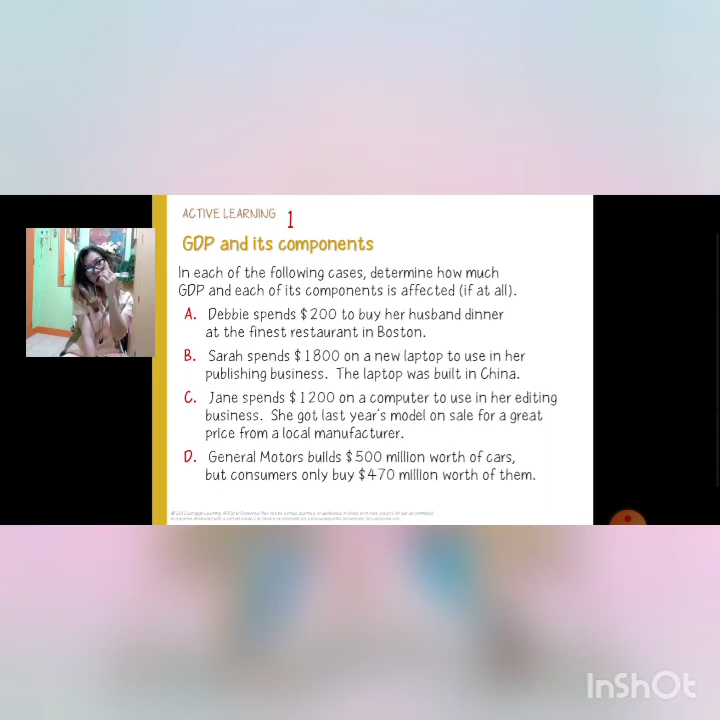 ACTIVE LEARNING 1
GDP and its components
In each of the following cases, determine how much
GDP and each of its components is affected (if at all).
A. Debbie spends $200 to buy her husband dinner
at the finest restaurant in Boston.
B. Sarah spends $1800 on a new laptop to use in her
publishing business. The laptop was built in China.
C. Jane spends $1200 on a computer to use in her editing
business. She got last year's model on sale for a great
price from a local manufacturer.
D. General Motors builds $500 million worth of cars,
but consumers only buy $470 million worth of them.
InShOt